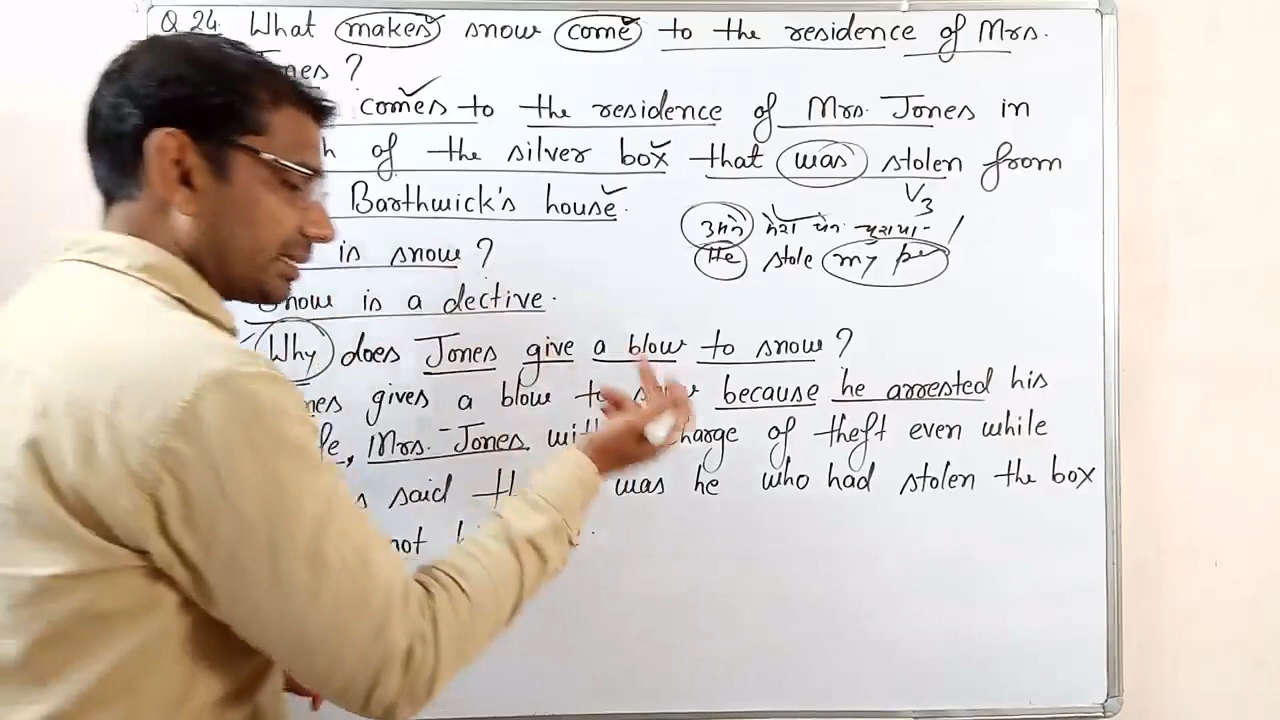 Q 24. What makes snow come to the residence of Mrs.
Jones ?
comes to the residence of Mrs. Jones in
of the silver box that was stolen from
V3
Barthwick's house.
उसने मेरा पेन चुराया
He stole my pen
is snow ?
Snow is a dective.
Why does Jones give a blow to snow ?
gives a blow to because he arrested his
Mrs. Jones charge of theft even while
said was he who had stolen the box
not